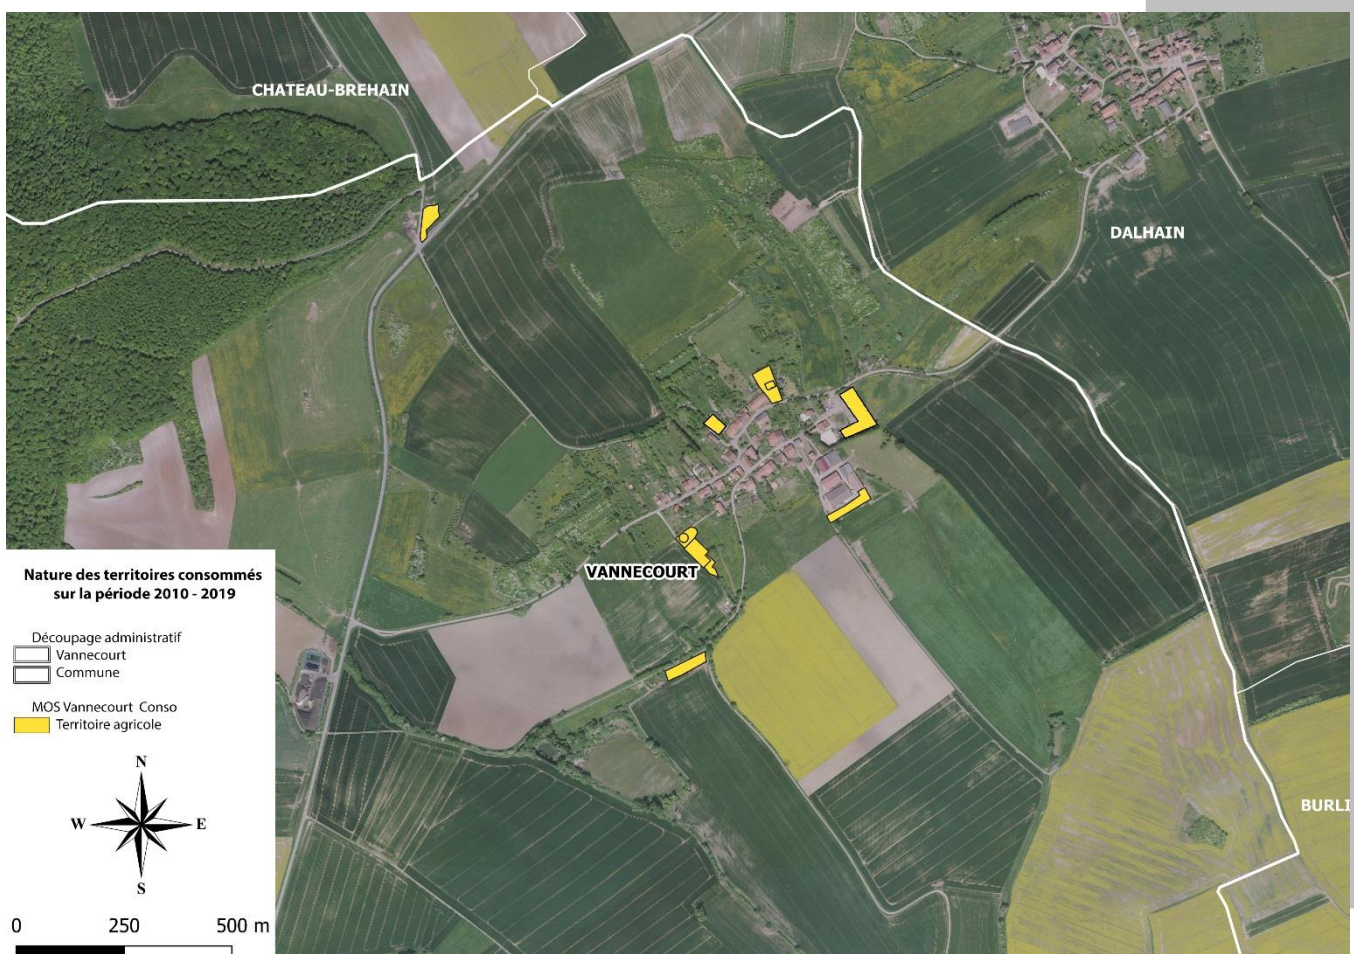 CHATEAU-BREHAIN
DALHAIN
VANNECOURT
BURLI
Nature des territoires consommés
sur la période 2010 - 2019
Découpage administratif
Vannecourt
Commune
MOS Vannecourt Conso
Territoire agricole
N
W E
S
0 250 500 m